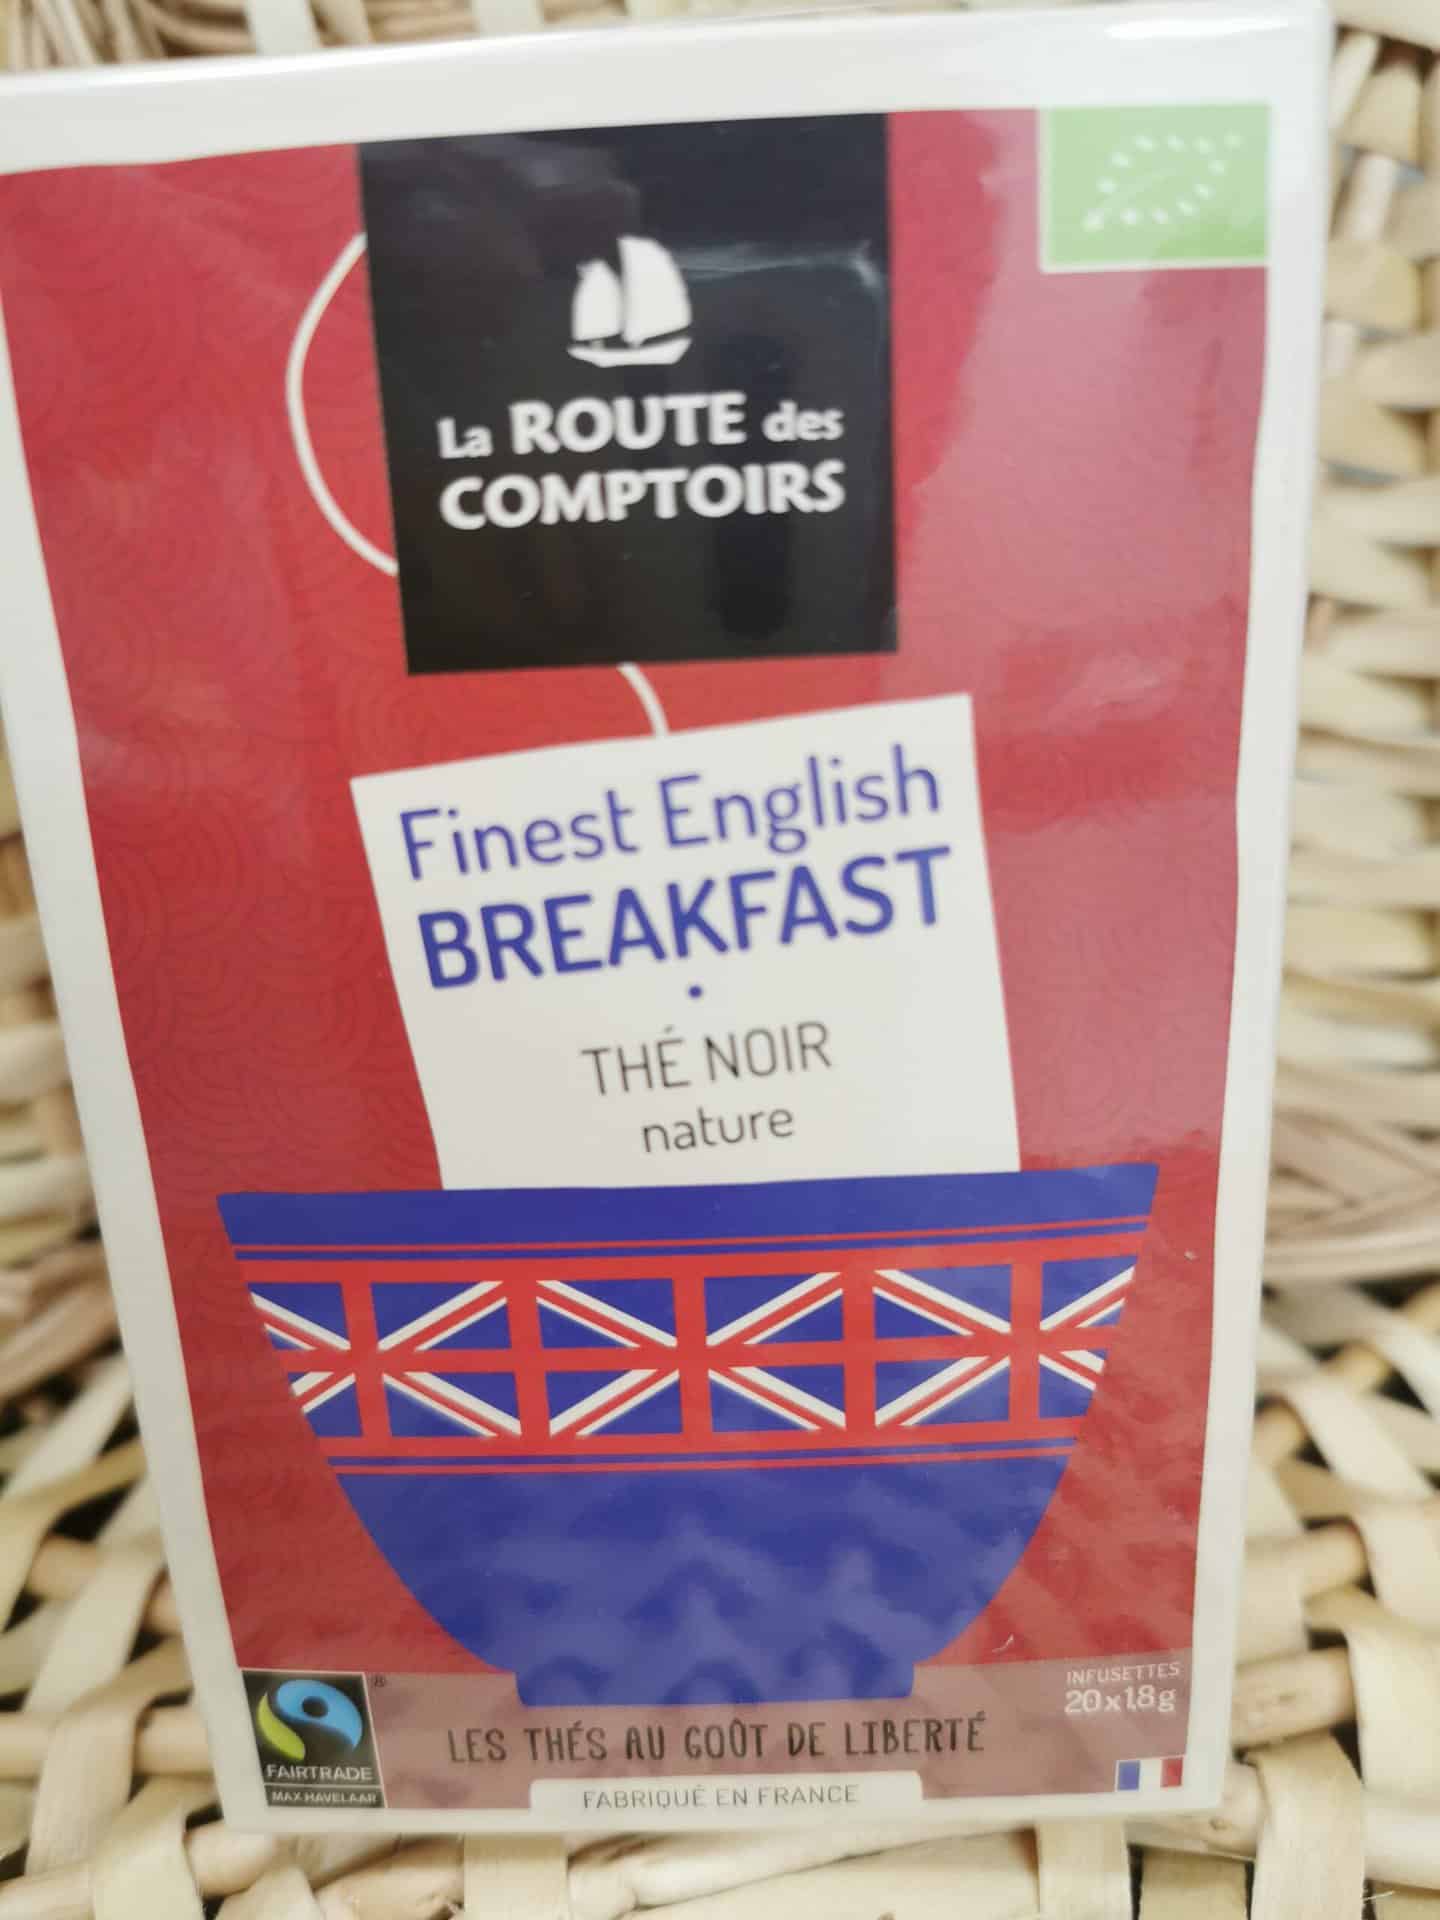 La ROUTE des
COMPTOIRS
Finest English
BREAKFAST
•
THÉ NOIR
nature
INFUSETTES
20x1,8g
®
FAIRTRADE
MAX HAVELAAR
LES THÉS AU GOÛT DE LIBERTÉ
FABRIQUÉ EN FRANCE